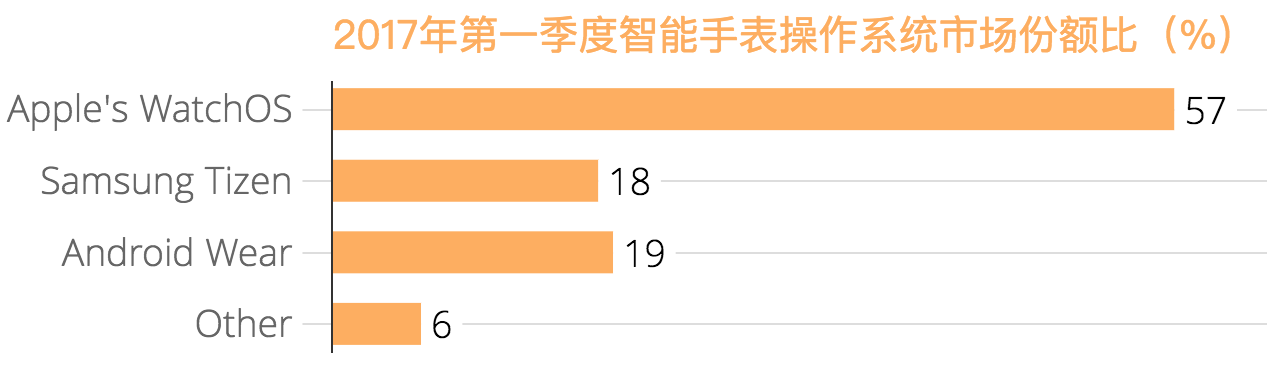 2017年第一季度智能手表操作系统市场份额比（%）
Apple's WatchOS 57
Samsung Tizen 18
Android Wear 19
Other 6